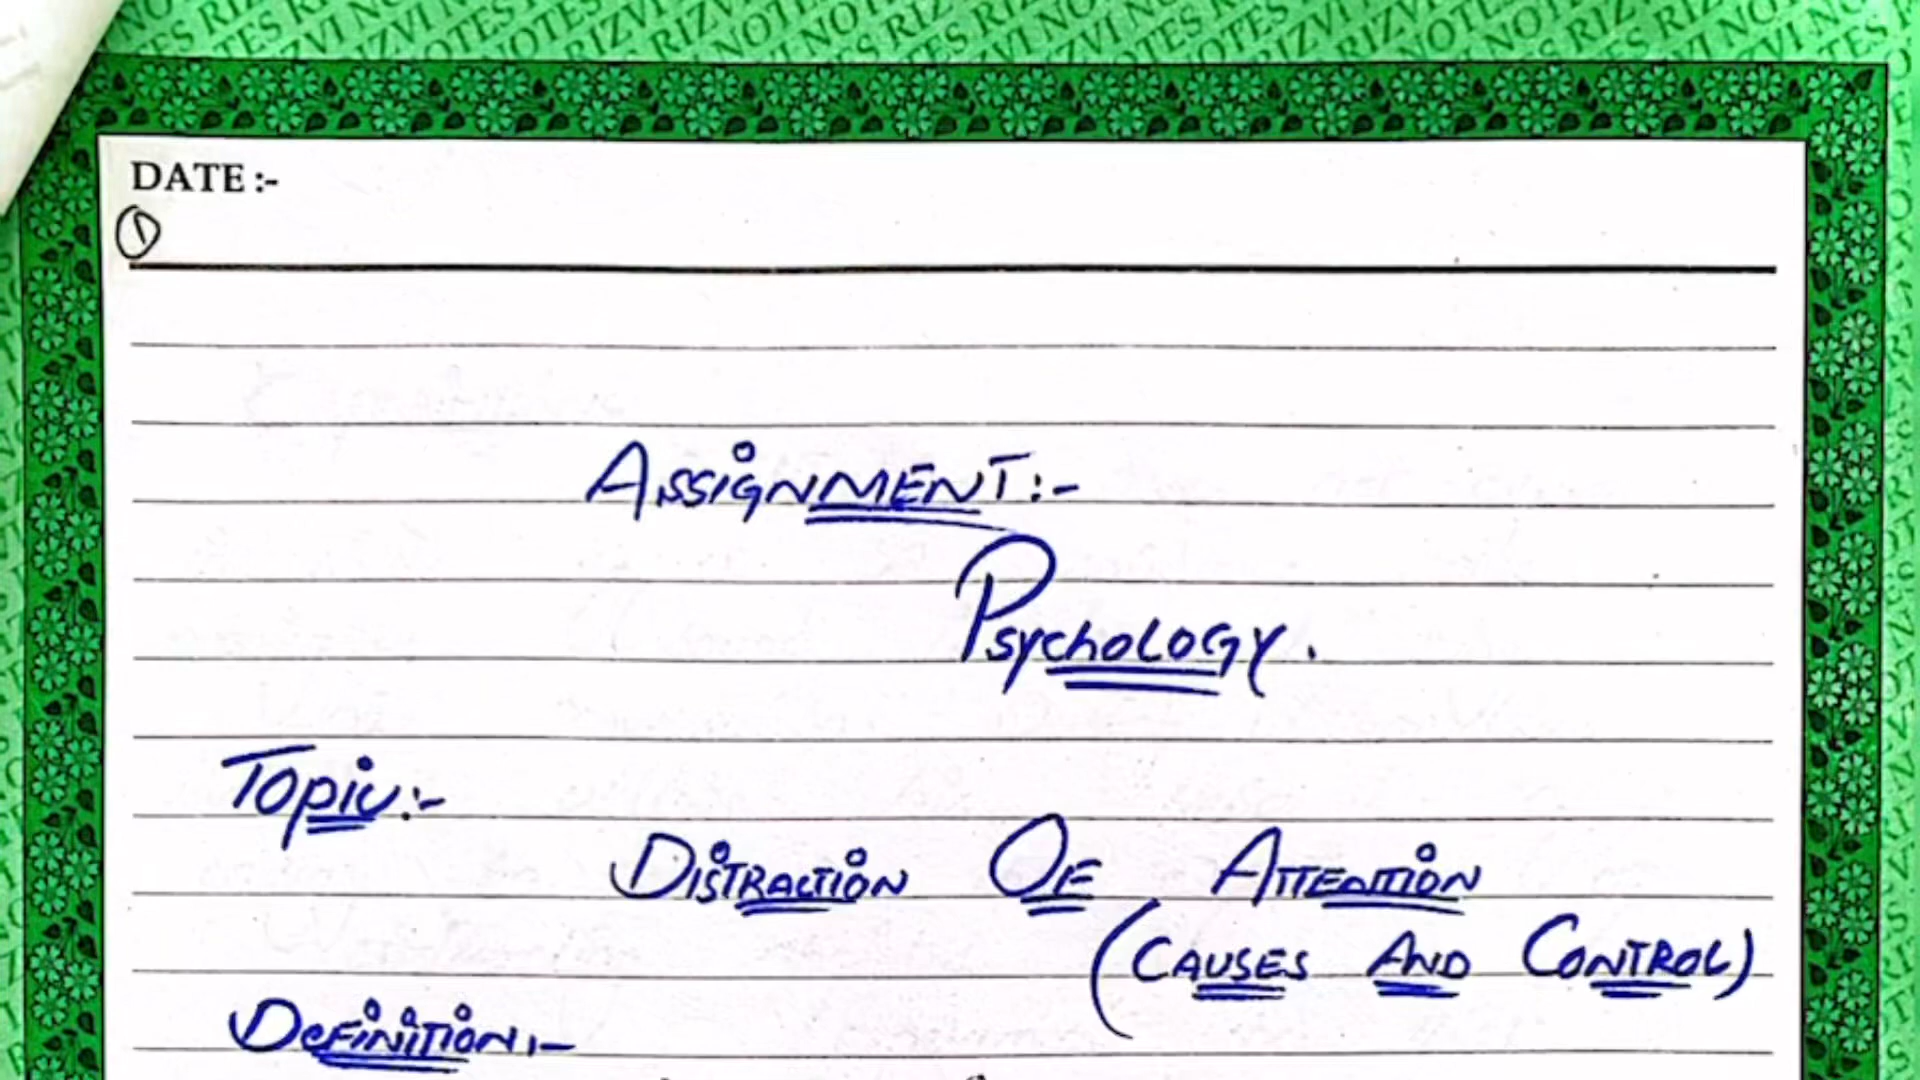 DATE :-
①
ASSIGNMENT:-
PSYCHOLOGY.
TOPIC:-
DISTRACTION OF ATTENTION
(CAUSES AND CONTROL)
DEFINITION:-